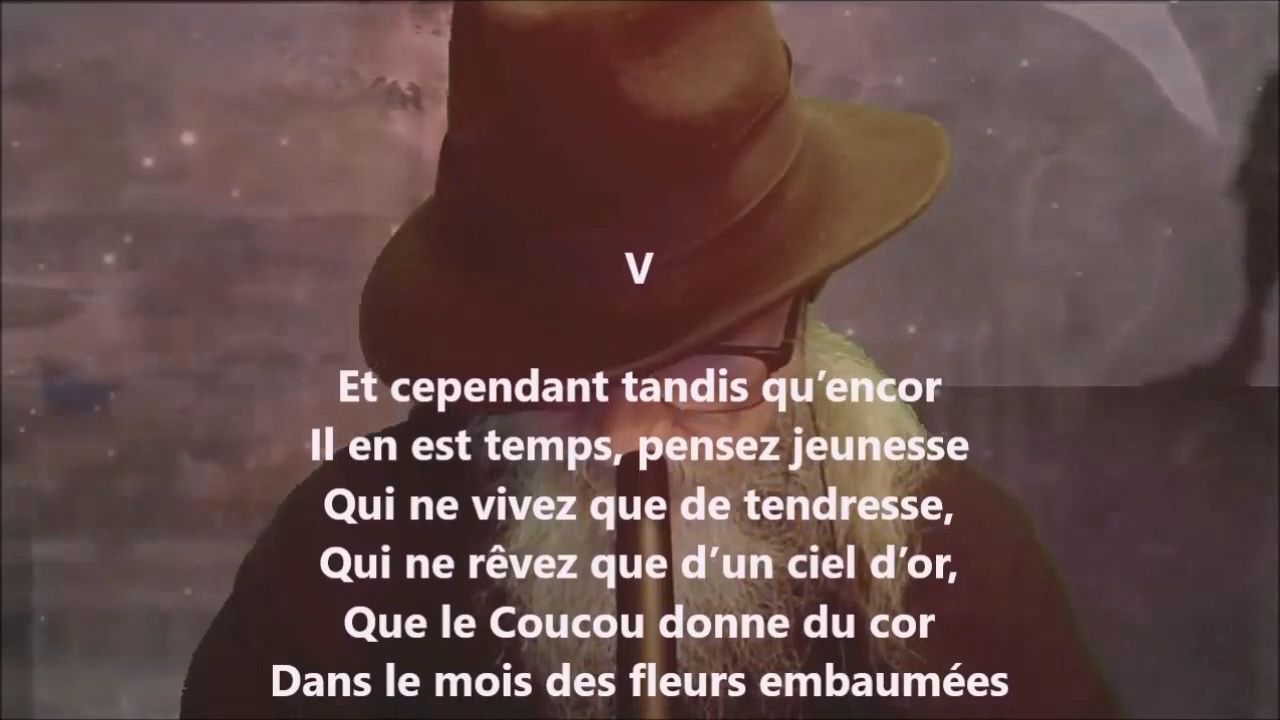 V
Et cependant tandis qu’encor
Il en est temps, pensez jeunesse
Qui ne vivez que de tendresse,
Qui ne rêvez que d’un ciel d’or,
Que le Coucou donne du cor
Dans le mois des fleurs embaumées